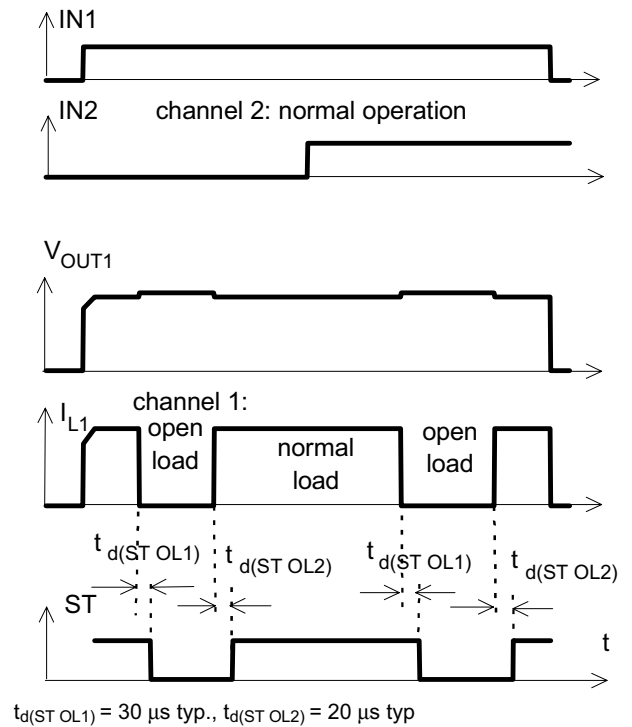 IN1
IN2
channel 2: normal operation
VOUT1
IL1
channel 1:
open
load
normal
load
open
load
td(ST OL1)
td(ST OL2)
td(ST OL1)
td(ST OL2)
ST
t
td(ST OL1) = 30 μs typ., td(ST OL2) = 20 μs typ